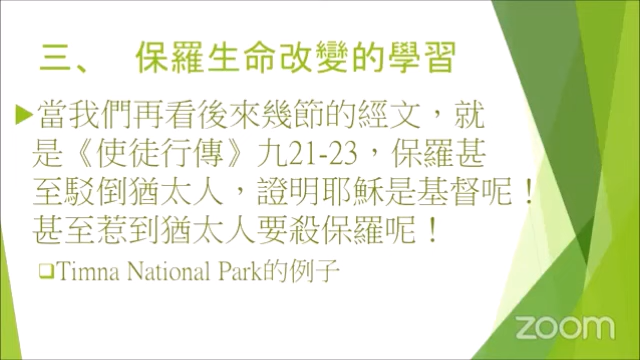 三、 保羅生命改變的學習
當我們再看後來幾節的經文，就
是《使徒行傳》九21-23，保羅甚
至駁倒猶太人，證明耶穌是基督呢！
甚至惹到猶太人要殺保羅呢！
Timna National Park的例子
zoom